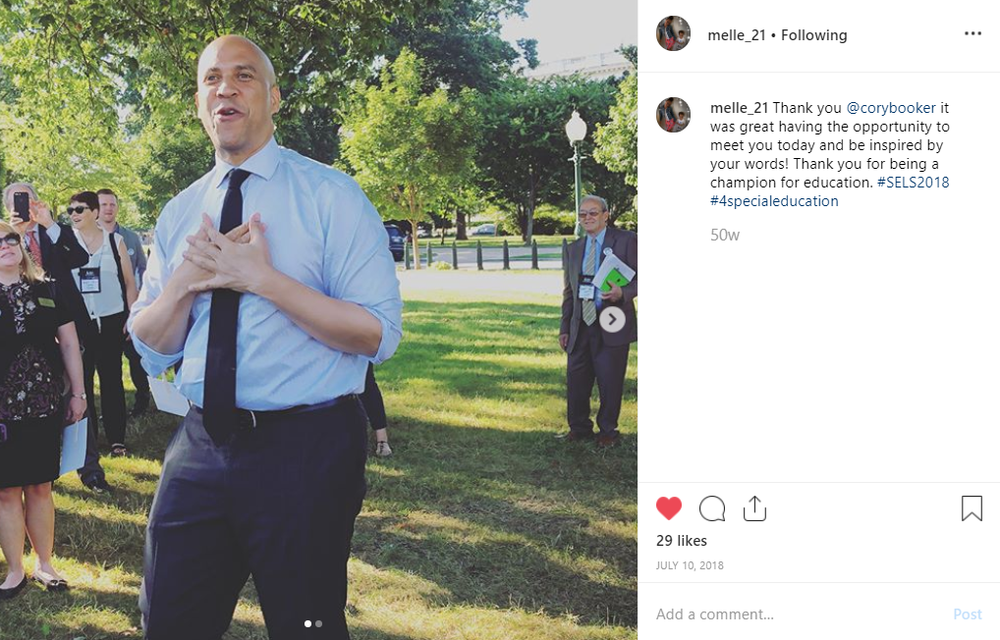 melle_21 • Following
melle_21 Thank you @corybooker it
was great having the opportunity to
meet you today and be inspired by
your words! Thank you for being a
champion for education. #SELS2018
#4specialeducation
50w
29 likes
JULY 10, 2018
Add a comment...
Post